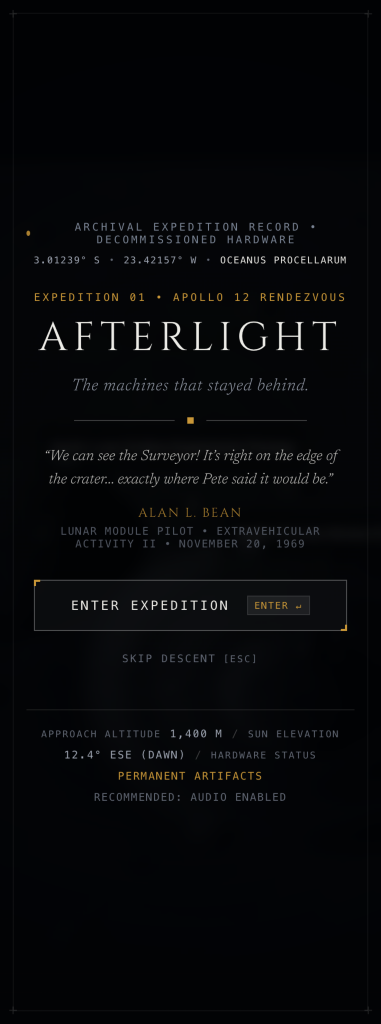 ARCHIVAL EXPEDITION RECORD •
DECOMMISSIONED HARDWARE
3.01239° S • 23.42157° W • OCEANUS PROCELLARUM
EXPEDITION 01 • APOLLO 12 RENDEZVOUS
AFTERLIGHT
The machines that stayed behind.
“We can see the Surveyor! It’s right on the edge of
the crater... exactly where Pete said it would be.”
ALAN L. BEAN
LUNAR MODULE PILOT • EXTRAVEHICULAR
ACTIVITY II • NOVEMBER 20, 1969
ENTER EXPEDITION ENTER ↵
SKIP DESCENT [ESC]
APPROACH ALTITUDE 1,400 M / SUN ELEVATION
12.4° ESE (DAWN) / HARDWARE STATUS
PERMANENT ARTIFACTS
RECOMMENDED: AUDIO ENABLED